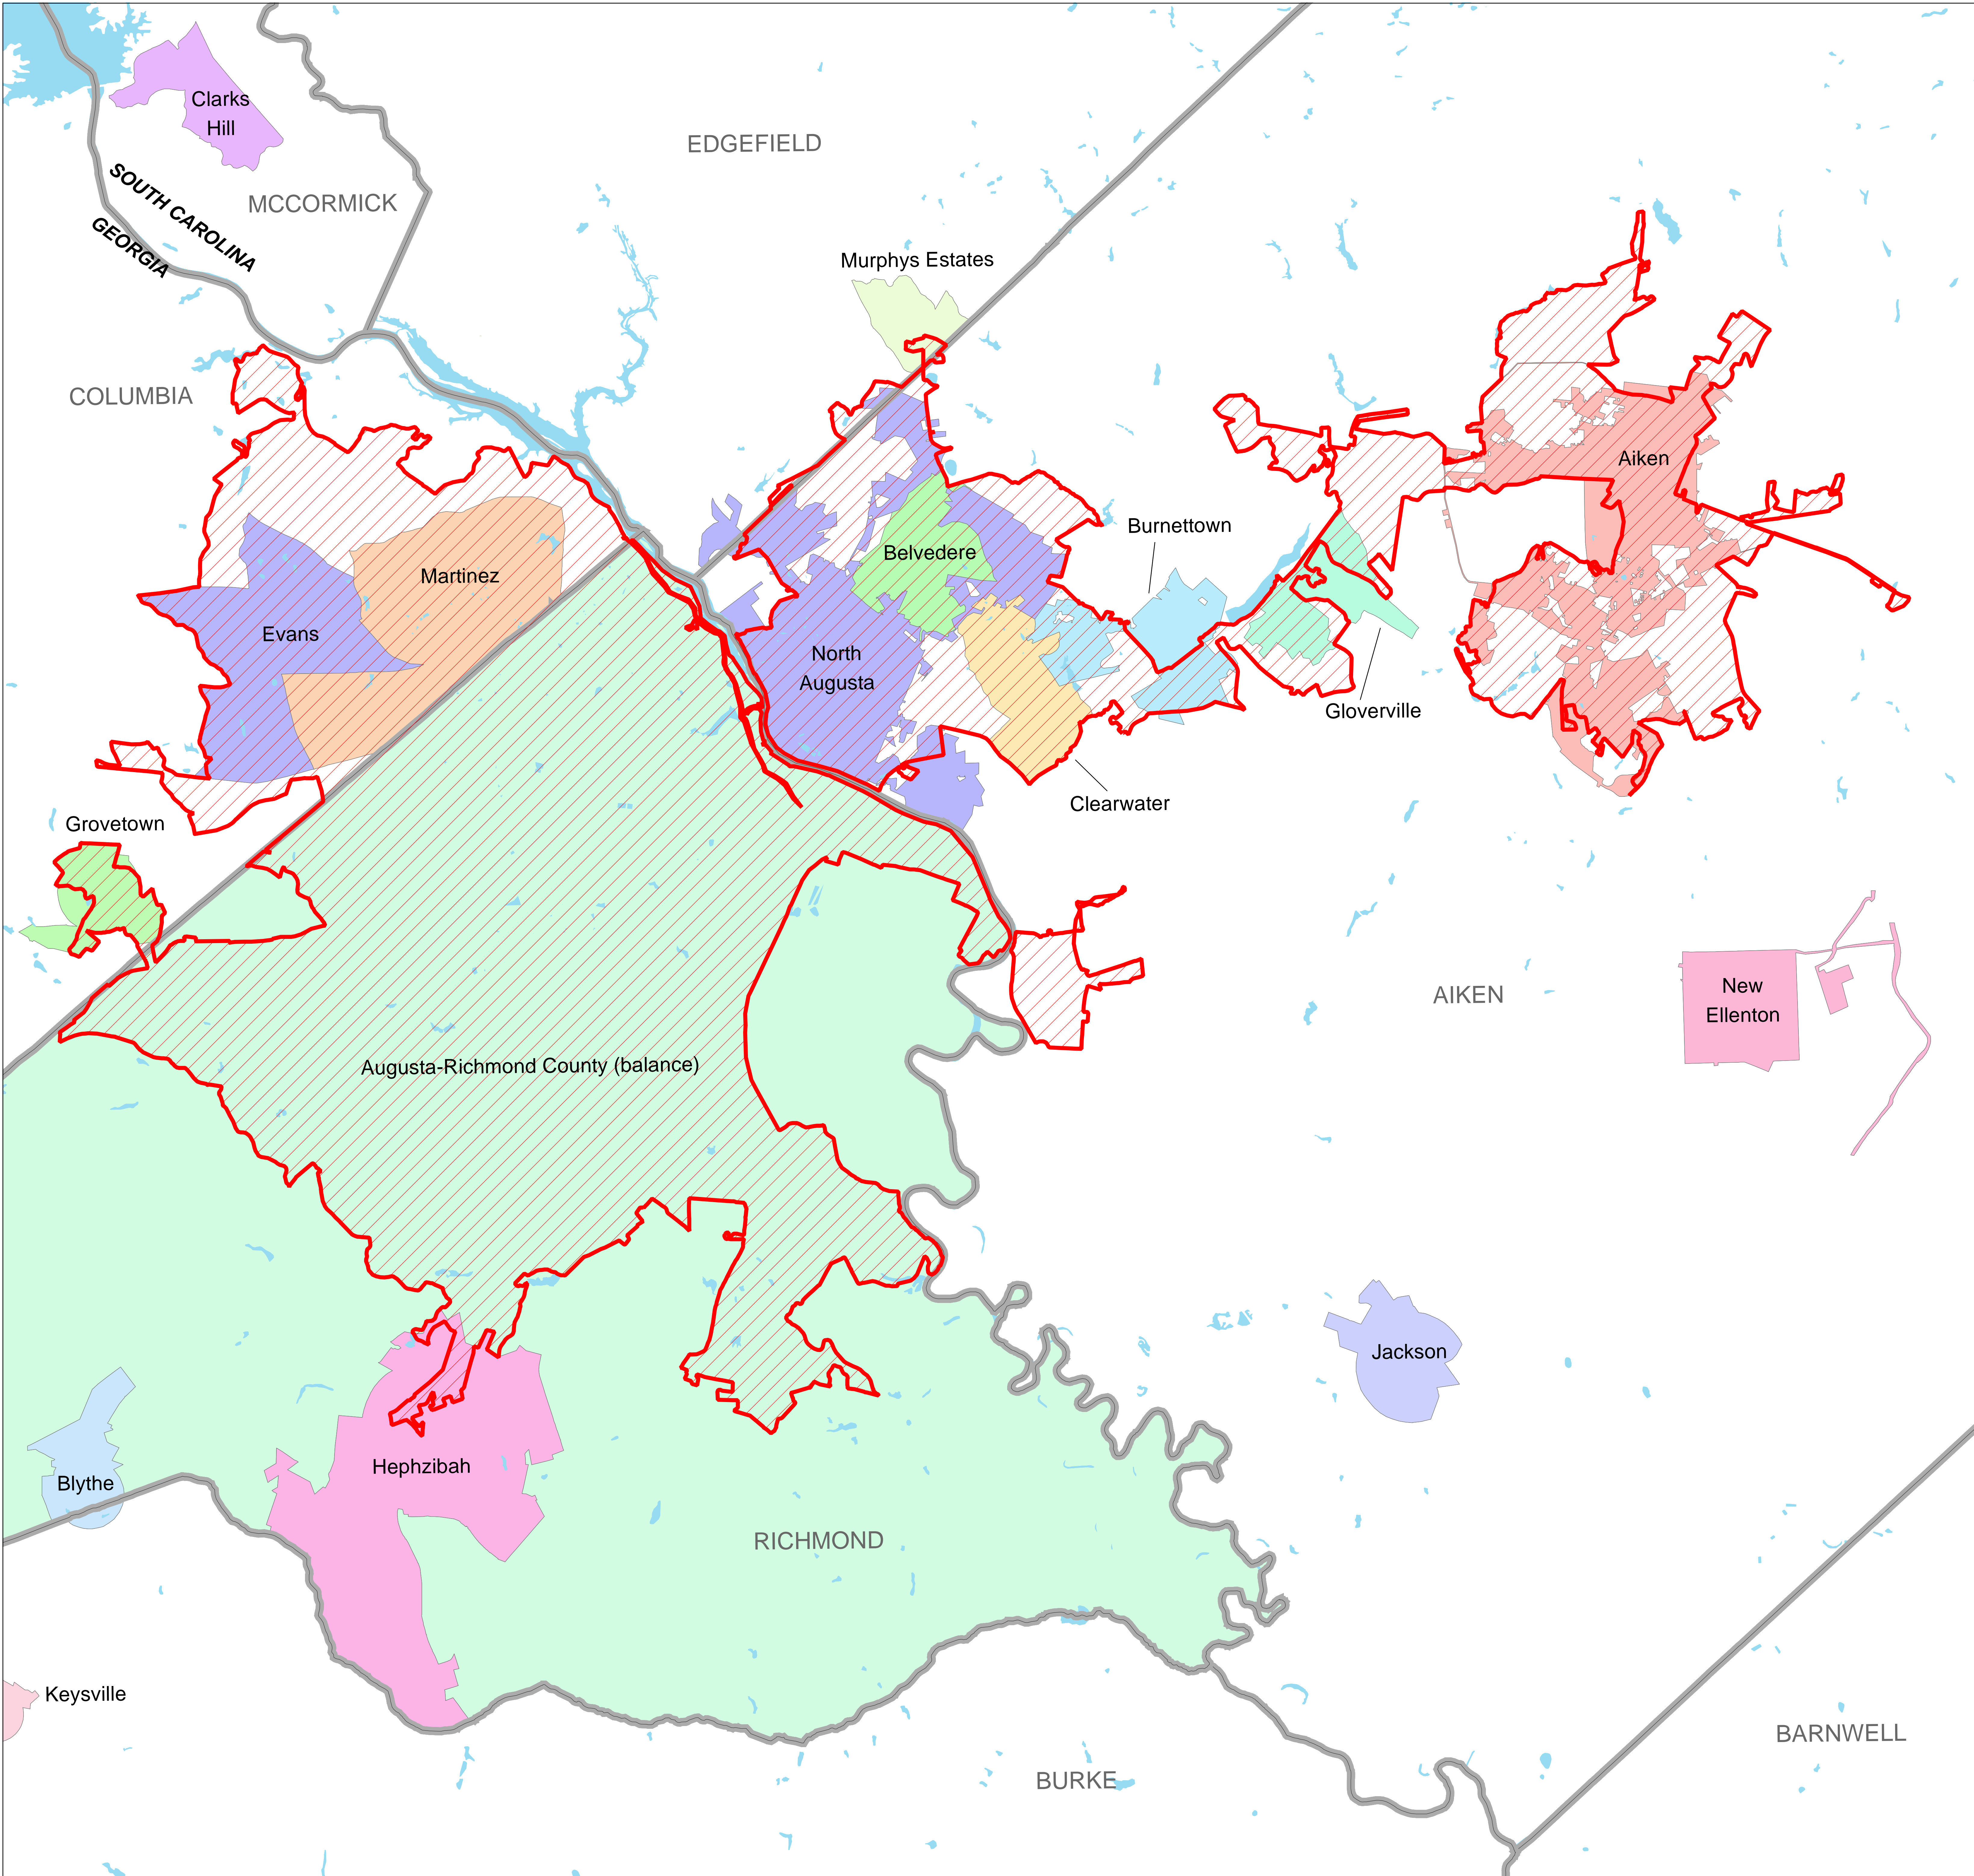 Clarks
Hill
EDGEFIELD
SOUTH CAROLINA
MCCORMICK
GEORGIA
Murphys Estates
COLUMBIA
Aiken
Burnettown
Belvedere
Martinez
Evans
North
Augusta
Gloverville
Clearwater
Grovetown
AIKEN
New
Ellenton
Augusta-Richmond County (balance)
Jackson
Hephzibah
Blythe
RICHMOND
Keysville
BARNWELL
BURKE